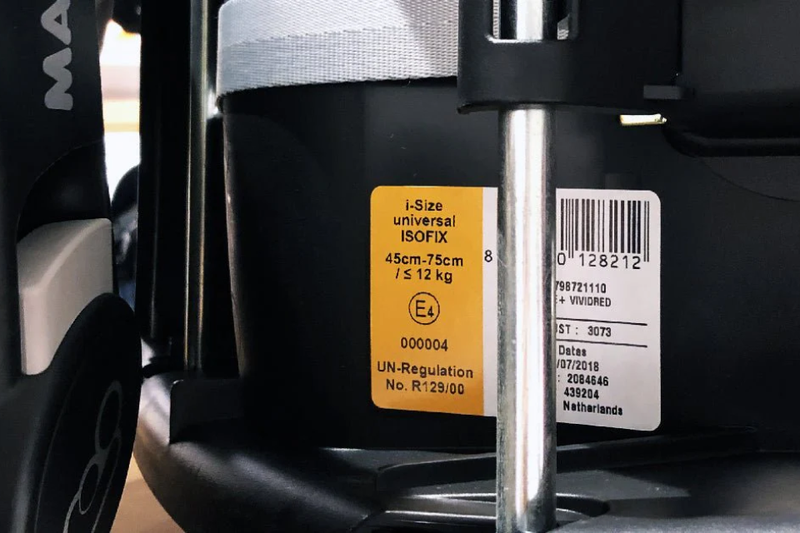 MA
i-Size
universal
ISOFIX
45cm-75cm
/ ≤ 12 kg
E4
000004
UN-Regulation
No. R129/00
8
0 128212
798721110
E+ VIVIDRED
ST : 3073
Datas
/07/2018
: 2084646
439204
Netherlands